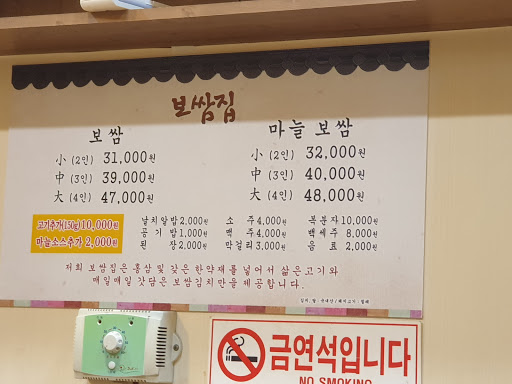 보쌈집
보쌈
小 (2인) 31,000원
中 (3인) 39,000원
大 (4인) 47,000원
마늘 보쌈
小 (2인) 32,000원
中 (3인) 40,000원
大 (4인) 48,000원
고기추가(150g)10,000원
마늘소스추가 2,000원
날치알밥 2,000원
공기밥 1,000원
된장 2,000원
소주 4,000원
맥주 4,000원
막걸리 3,000원
복분자 10,000원
백세주 8,000원
음료 2,000원
저희 보쌈집은 홍삼 및 갖은 한약재를 넣어서 삶은고기와
매일매일 갓담은 보쌈김치만을 제공합니다.
금연석입니다
NO SMOKING